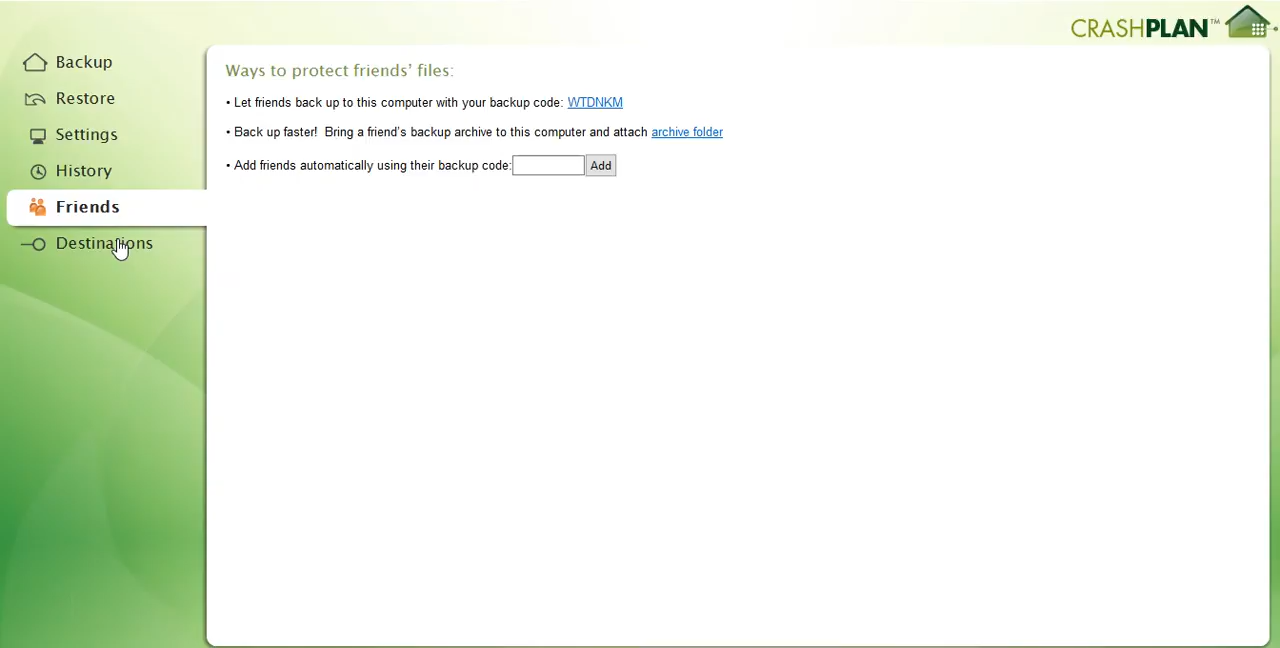 CRASHPLAN™
Backup
Restore
Settings
History
Friends
Destinations
Ways to protect friends' files:
• Let friends back up to this computer with your backup code: WTDNKM
• Back up faster! Bring a friend's backup archive to this computer and attach archive folder
• Add friends automatically using their backup code: Add